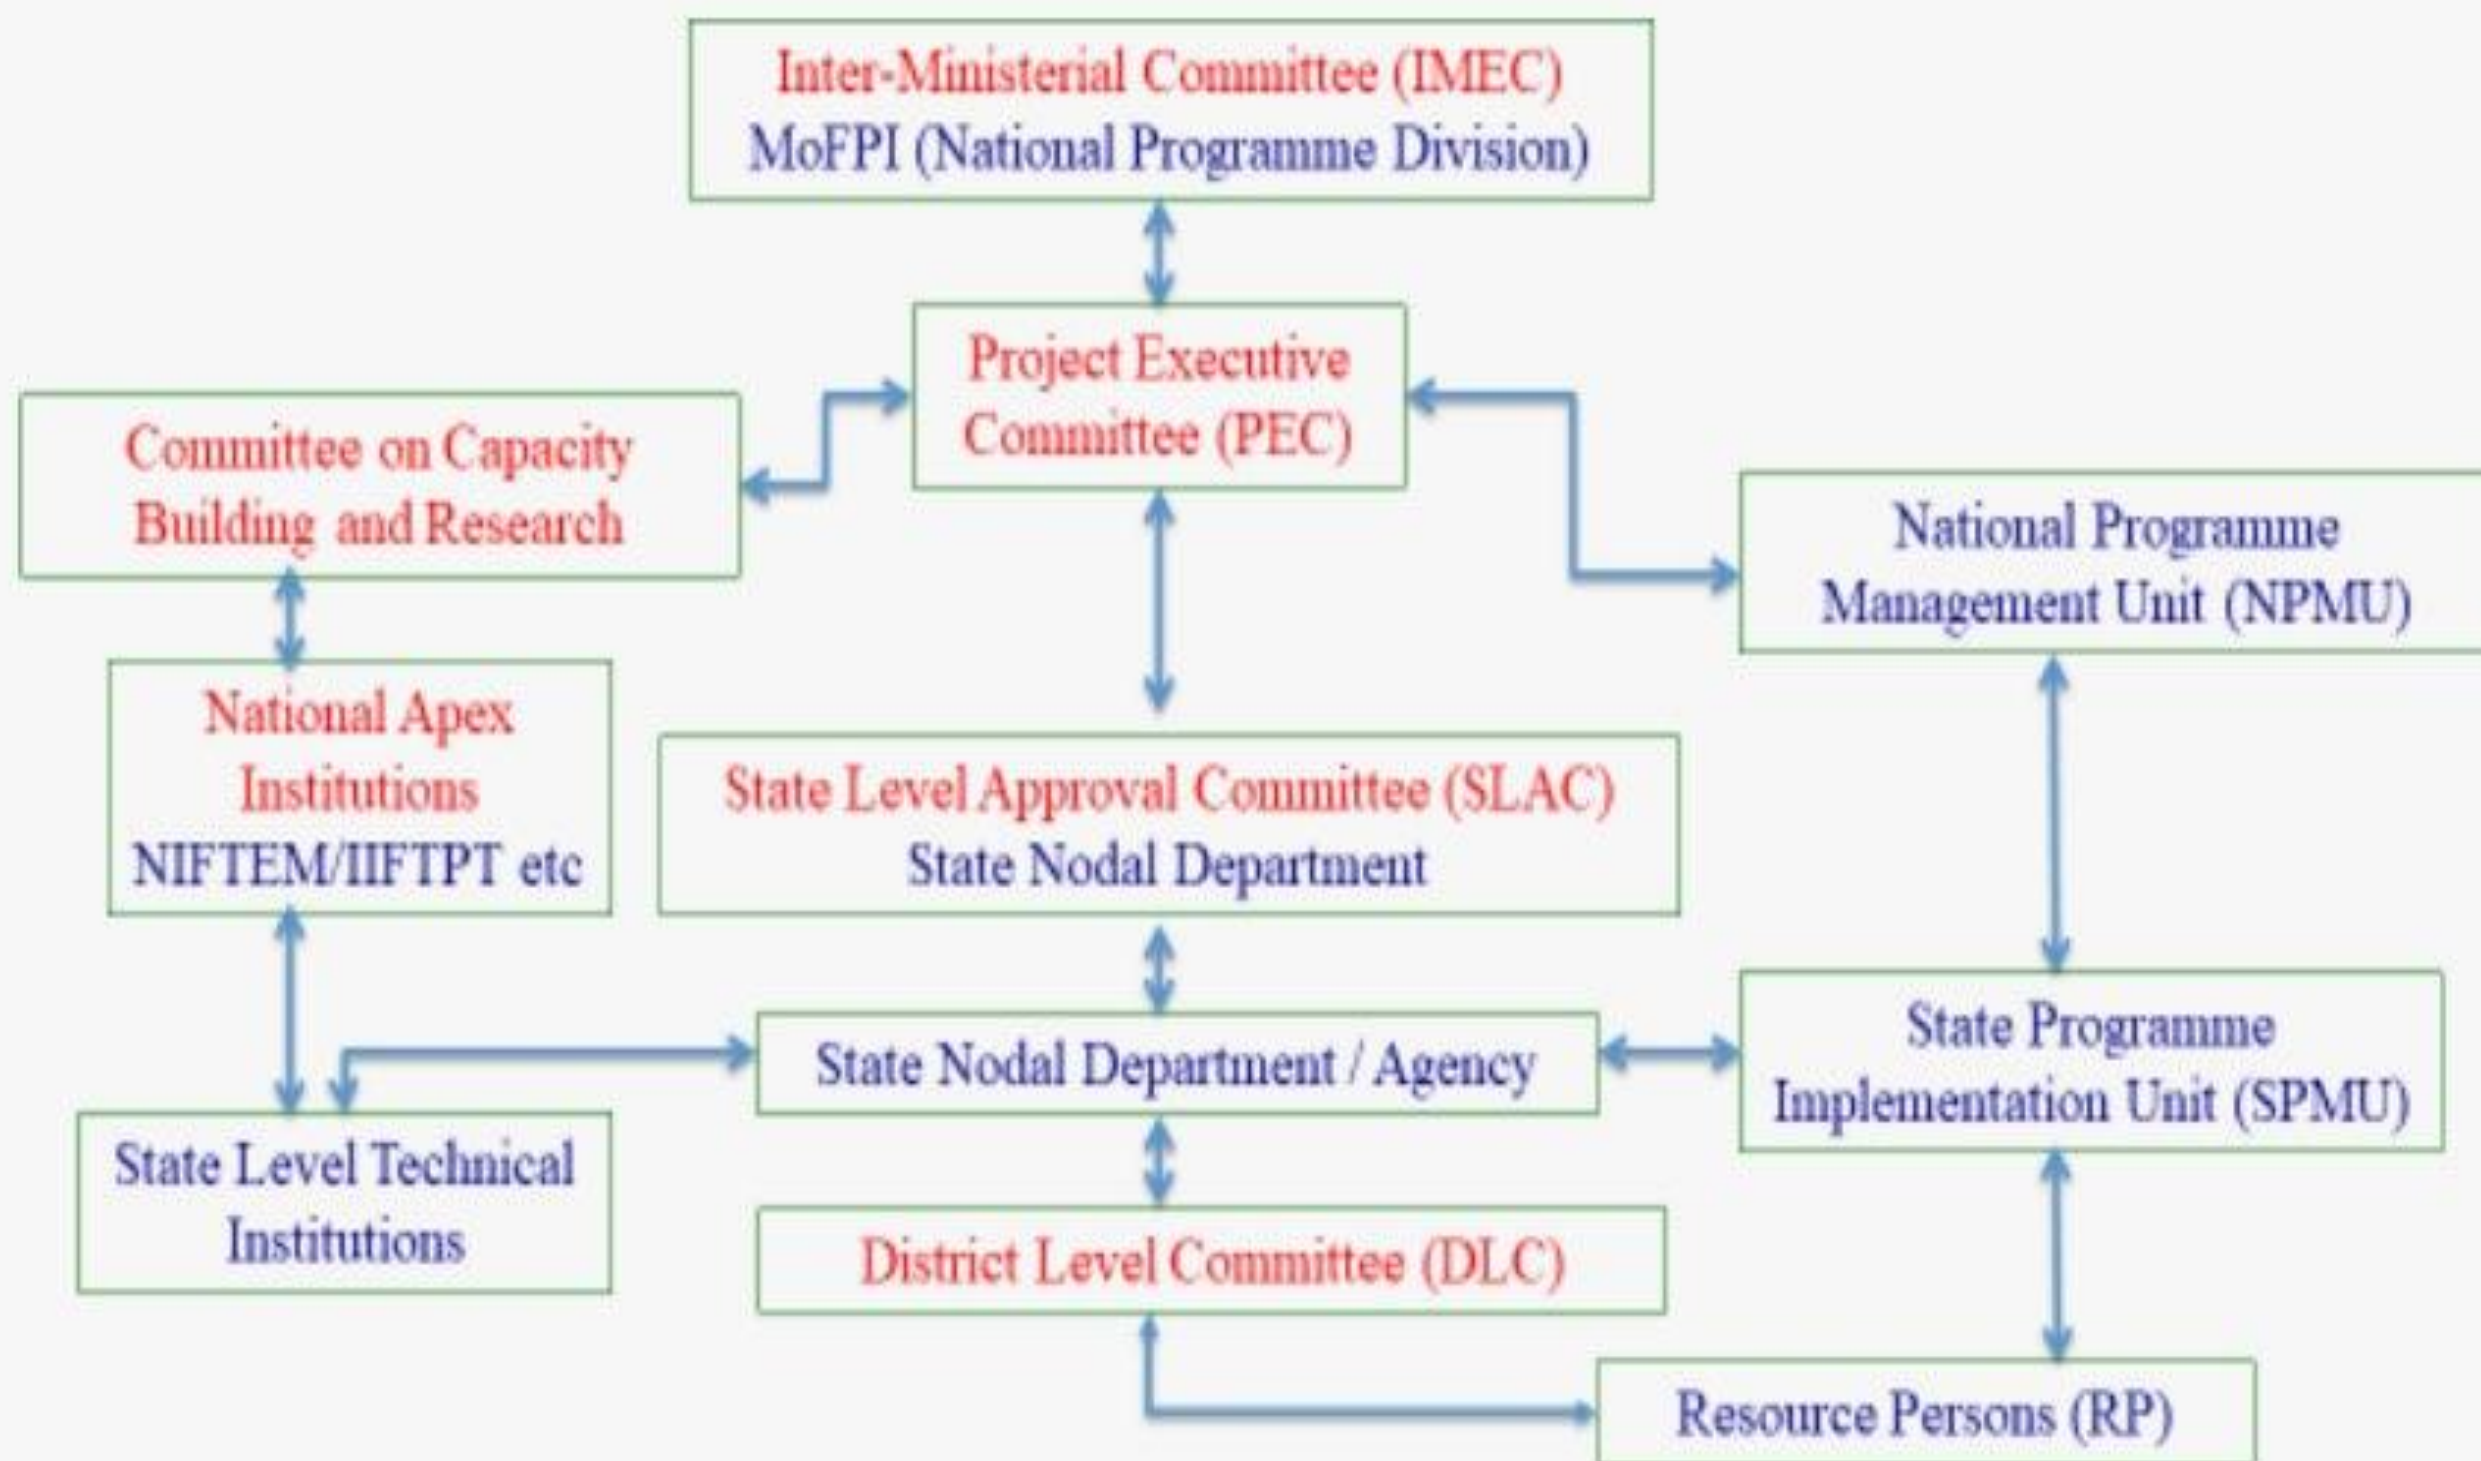 Inter-Ministerial Committee (IMEC)
MoFPI (National Programme Division)
Project Executive
Committee (PEC)
Committee on Capacity
Building and Research
National Programme
Management Unit (NPMU)
National Apex
Institutions
NIFTEM/IIFTPT etc
State Level Approval Committee (SLAC)
State Nodal Department
State Nodal Department / Agency
State Programme
Implementation Unit (SPMU)
State Level Technical
Institutions
District Level Committee (DLC)
Resource Persons (RP)